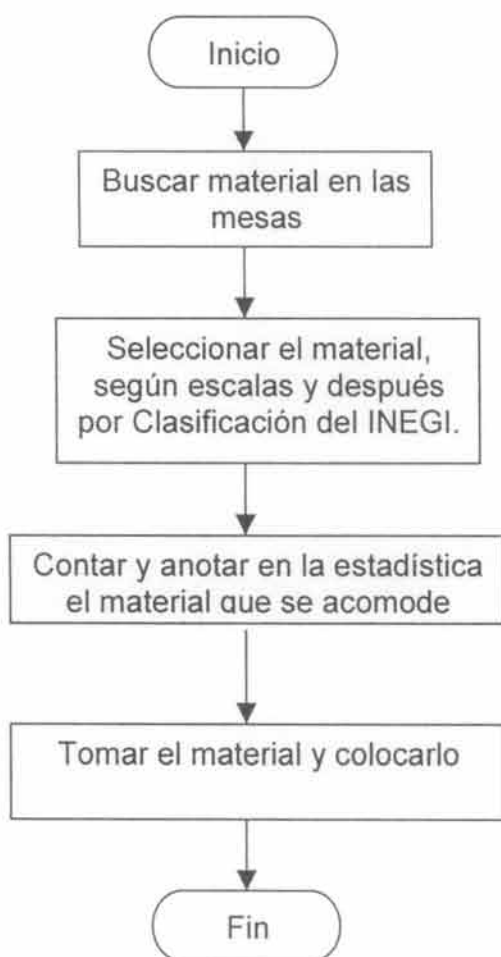 Inicio
Buscar material en las
mesas
Seleccionar el material,
según escalas y después
por Clasificación del INEGI.
Contar y anotar en la estadística
el material que se acomode
Tomar el material y colocarlo
Fin